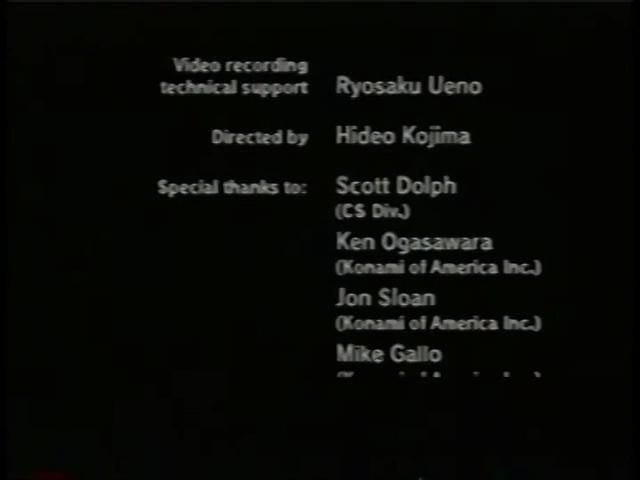 Video recording
technical support Ryosaku Ueno
Directed by Hideo Kojima
Special thanks to: Scott Dolph
(CS Div.)
Ken Ogasawara
(Konami of America Inc.)
Jon Sloan
(Konami of America Inc.)
Mike Gallo